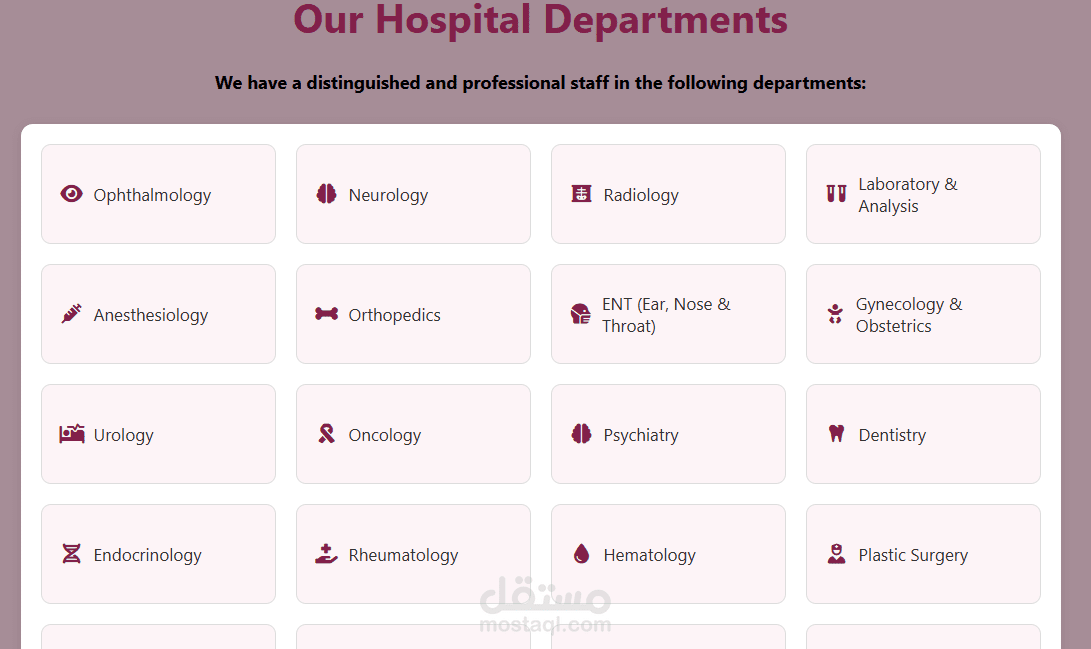 Our Hospital Departments
We have a distinguished and professional staff in the following departments:
Ophthalmology
Neurology
Radiology
Laboratory &
Analysis
Anesthesiology
Orthopedics
ENT (Ear, Nose &
Throat)
Gynecology &
Obstetrics
Urology
Oncology
Psychiatry
Dentistry
Endocrinology
Rheumatology
Hematology
Plastic Surgery
مستقل
mostaql.com